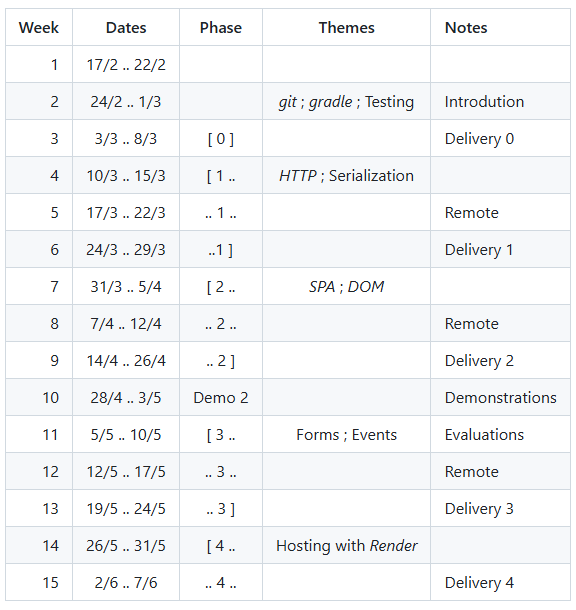 Week Dates Phase Themes Notes
1 17/2 .. 22/2
2 24/2 .. 1/3 git ; gradle ; Testing Introdution
3 3/3 .. 8/3 [ 0 ] Delivery 0
4 10/3 .. 15/3 [ 1 .. HTTP ; Serialization
5 17/3 .. 22/3 .. 1 .. Remote
6 24/3 .. 29/3 ..1 ] Delivery 1
7 31/3 .. 5/4 [ 2 .. SPA ; DOM
8 7/4 .. 12/4 .. 2 .. Remote
9 14/4 .. 26/4 .. 2 ] Delivery 2
10 28/4 .. 3/5 Demo 2 Demonstrations
11 5/5 .. 10/5 [ 3 .. Forms ; Events Evaluations
12 12/5 .. 17/5 .. 3 .. Remote
13 19/5 .. 24/5 .. 3 ] Delivery 3
14 26/5 .. 31/5 [ 4 .. Hosting with Render
15 2/6 .. 7/6 .. 4 .. Delivery 4